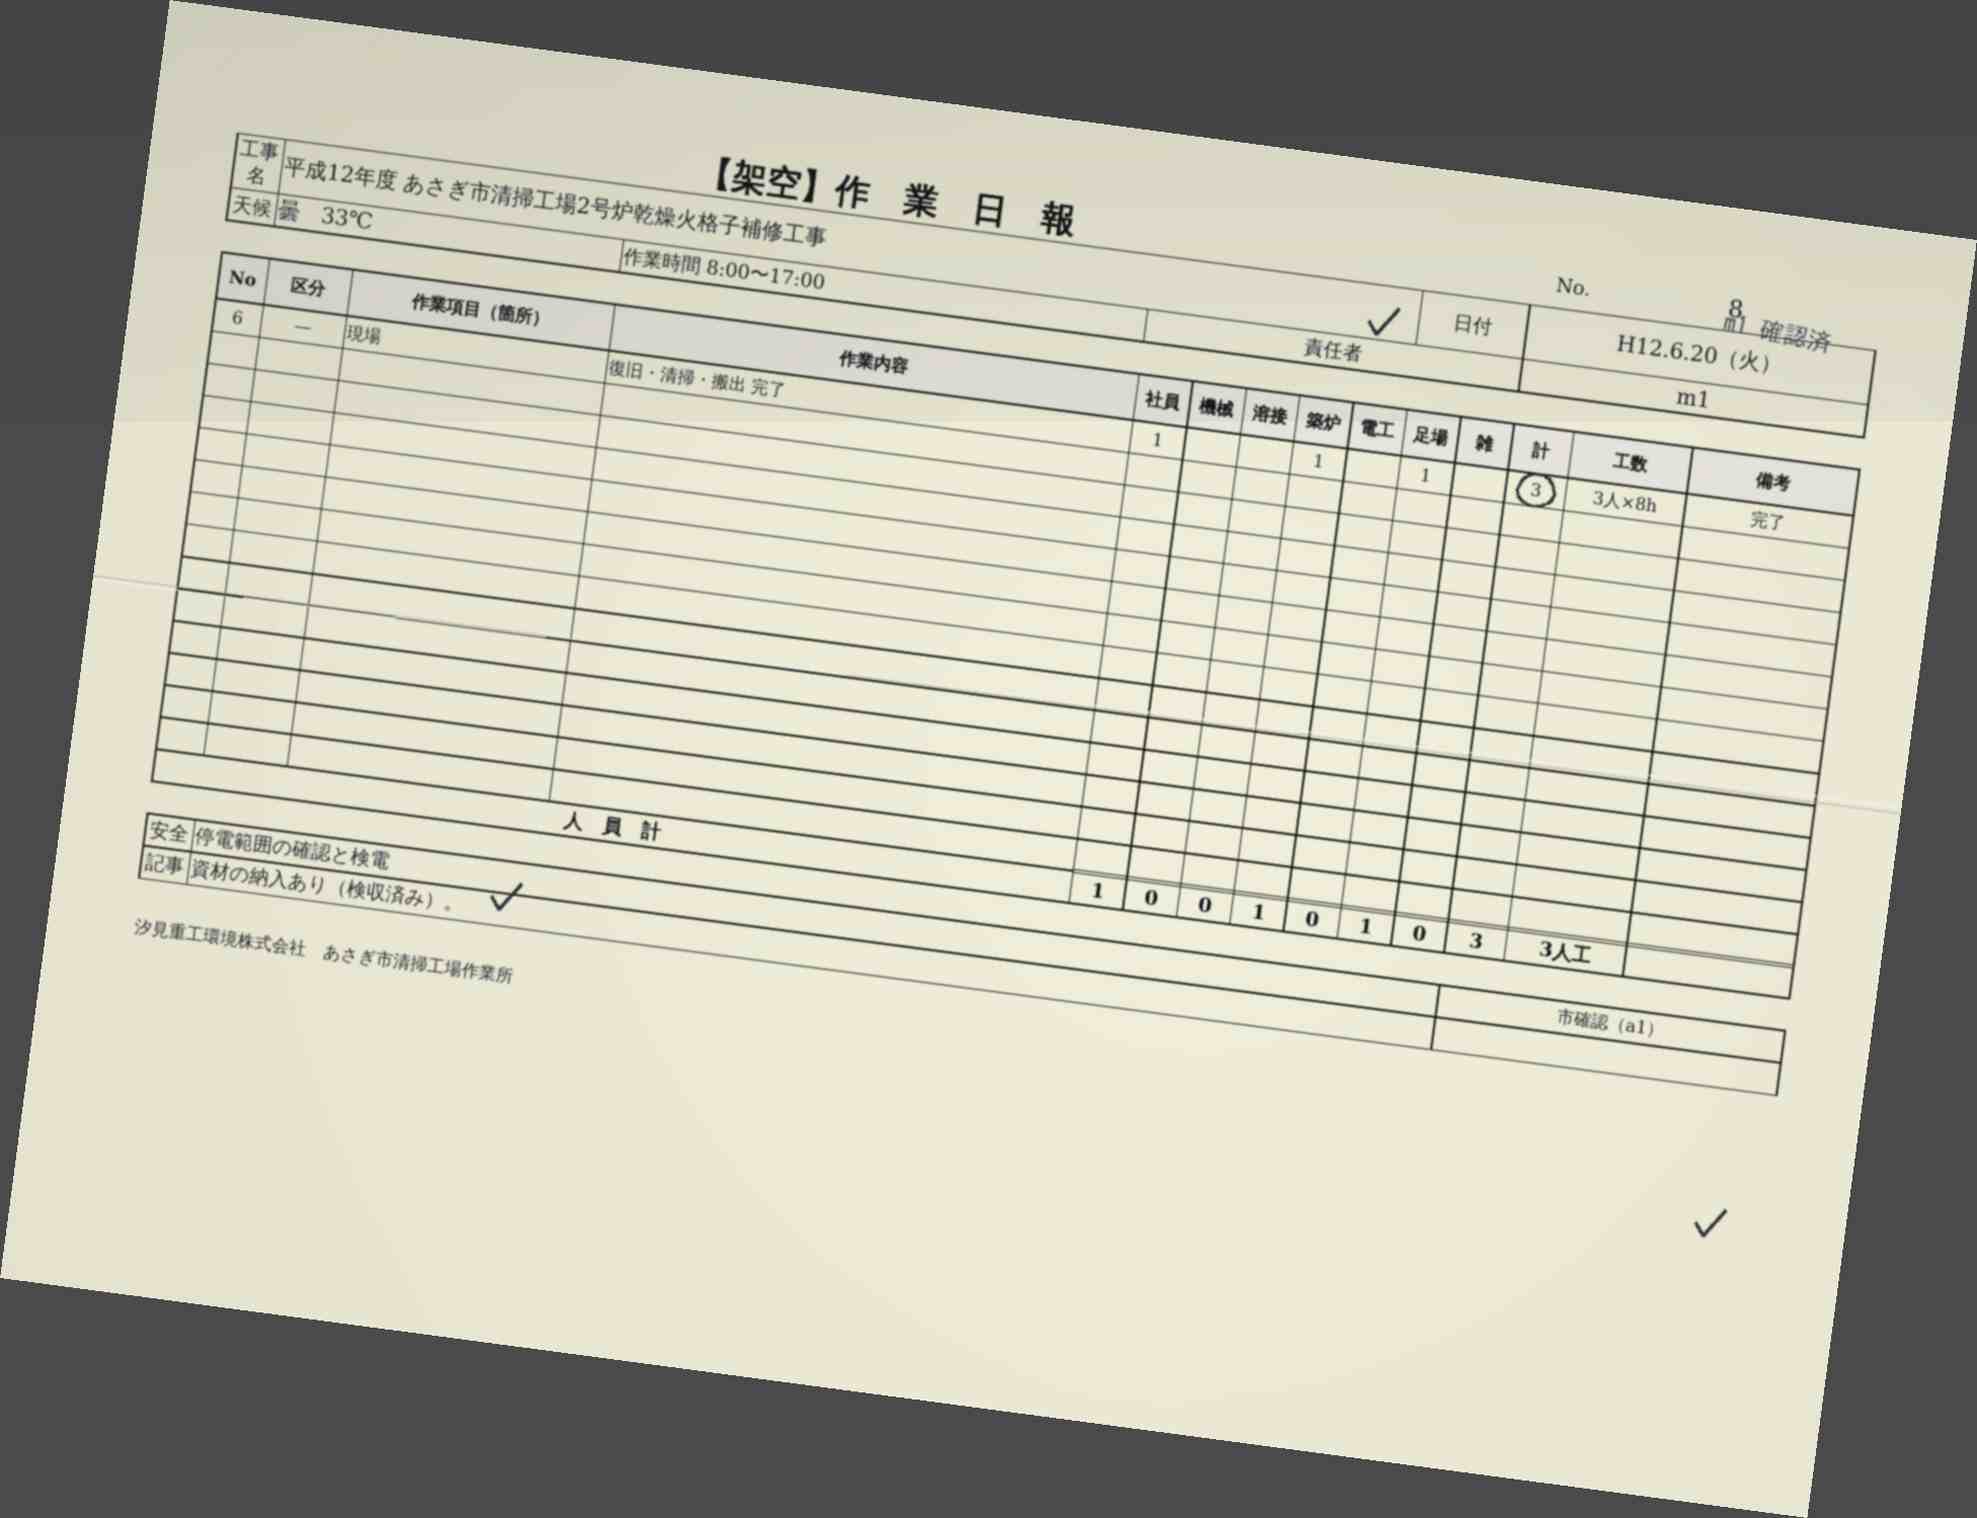 【架空】作 業 日 報
No. 8
m1 確認済
工事名 平成12年度 あさぎ市清掃工場2号炉乾燥火格子補修工事 日付 H12.6.20（火）
天候 曇 33℃ 作業時間 8:00〜17:00 責任者 m1
No 区分 作業項目（箇所） 作業内容 社員 機械 溶接 築炉 電工 足場 雑 計 工数 備考
6 — 現場 復旧・清掃・搬出 完了 1 1 1 3 3人×8h 完了
人 員 計 1 0 0 1 0 1 0 3 3人工
安全 停電範囲の確認と検電 市確認（a1）
記事 資材の納入あり（検収済み）。
汐見重工環境株式会社 あさぎ市清掃工場作業所